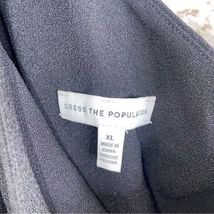 DRESS THE POPULATION
XL
MADE IN
CHINA